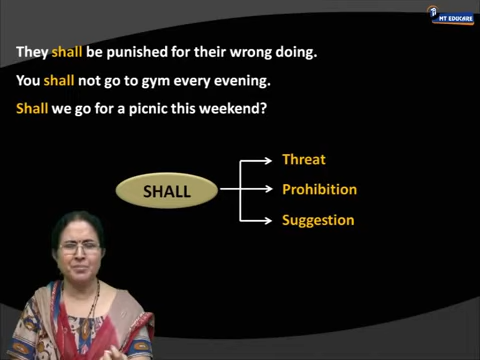 MT EDUCARE
They shall be punished for their wrong doing.
You shall not go to gym every evening.
Shall we go for a picnic this weekend?
SHALL
Threat
Prohibition
Suggestion